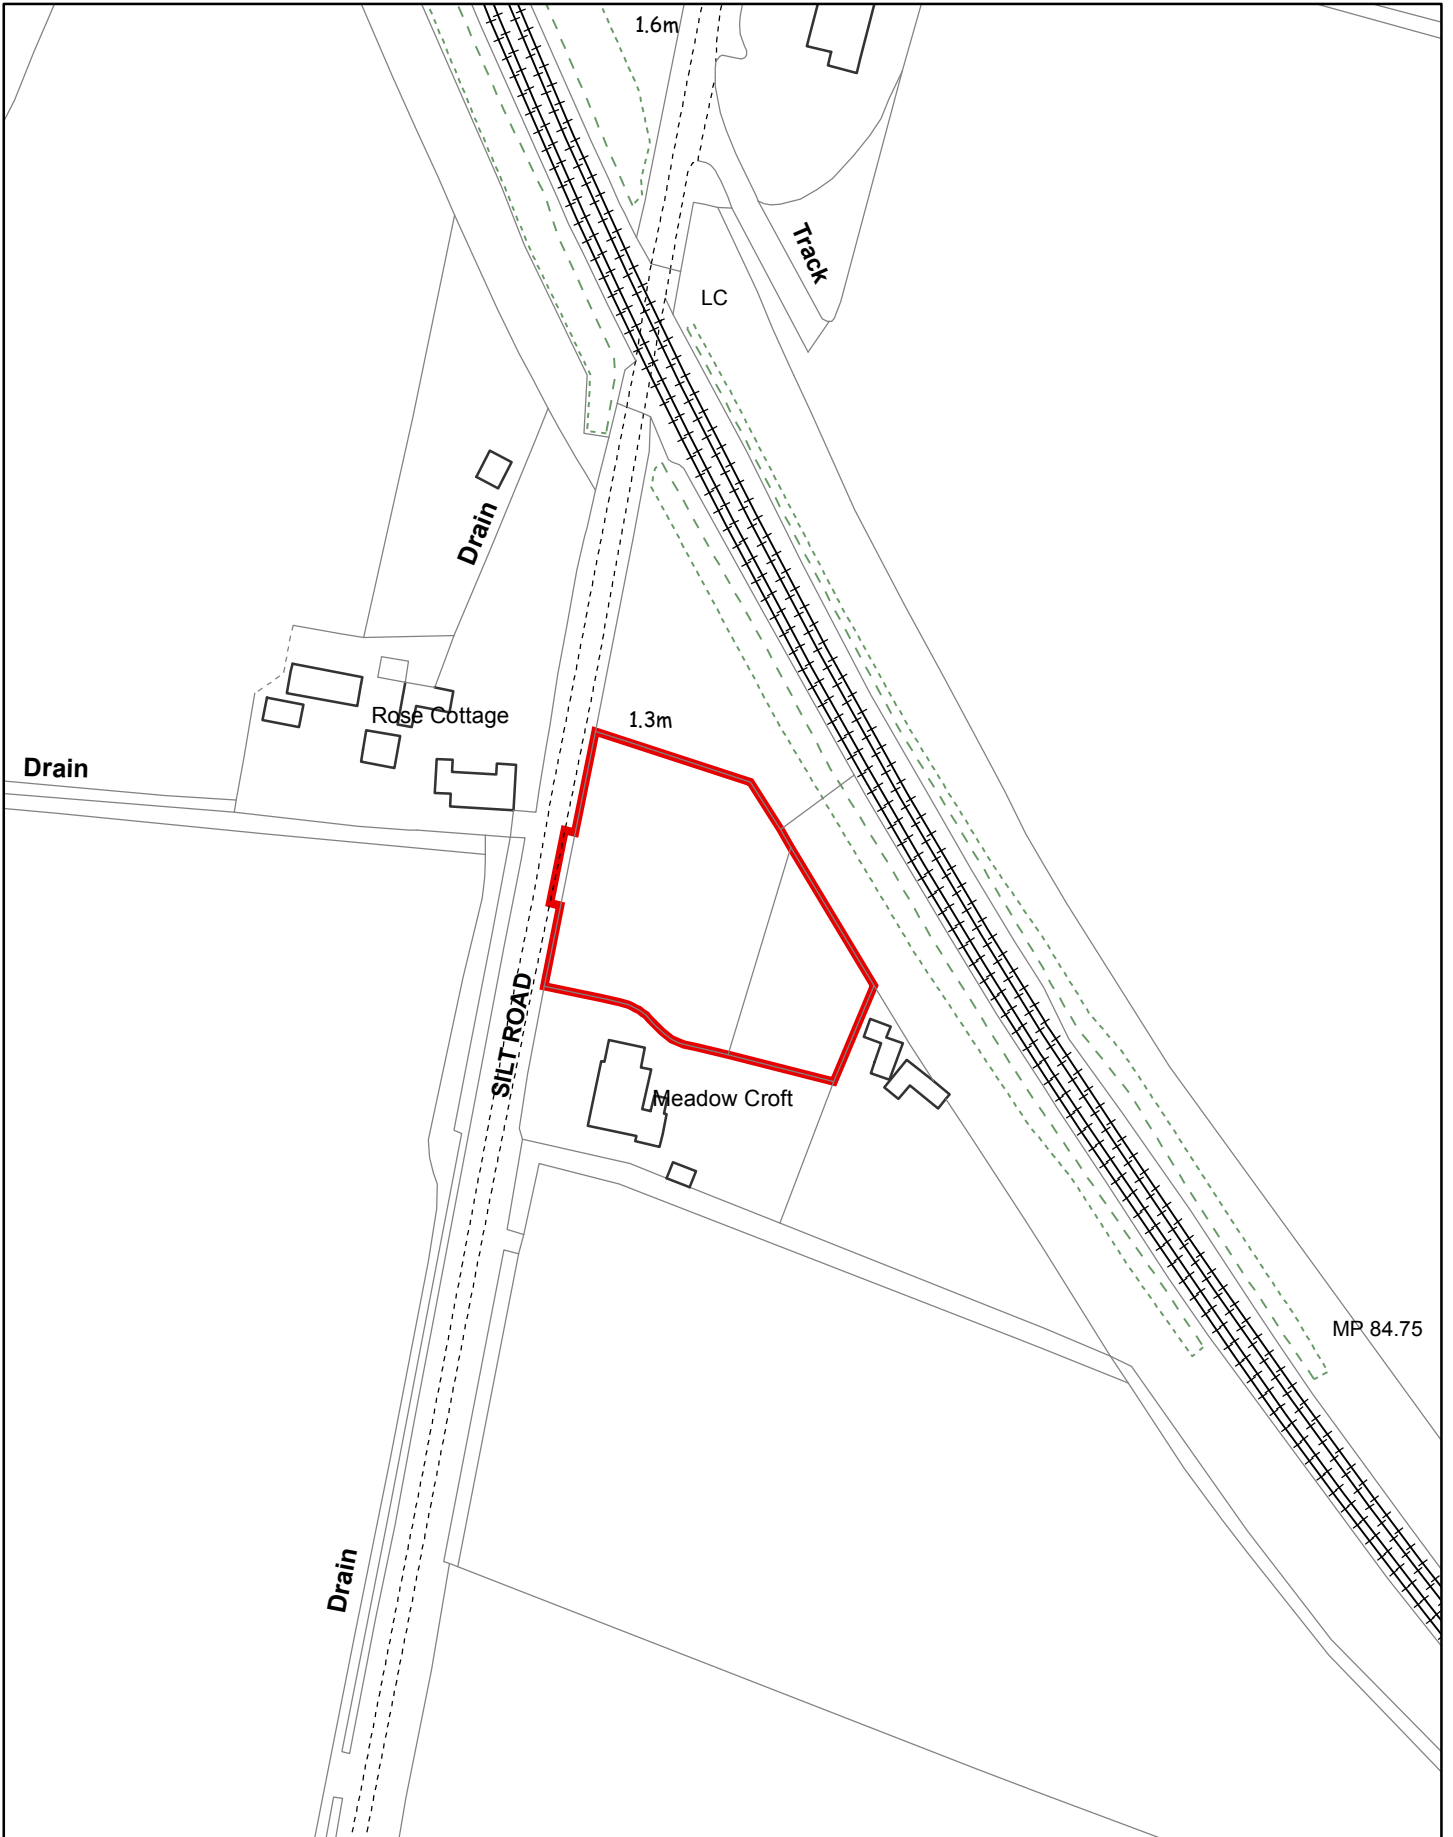 1.6m
Track
LC
Drain
Rose Cottage
1.3m
Drain
SILT ROAD
Meadow Croft
MP 84.75
Drain